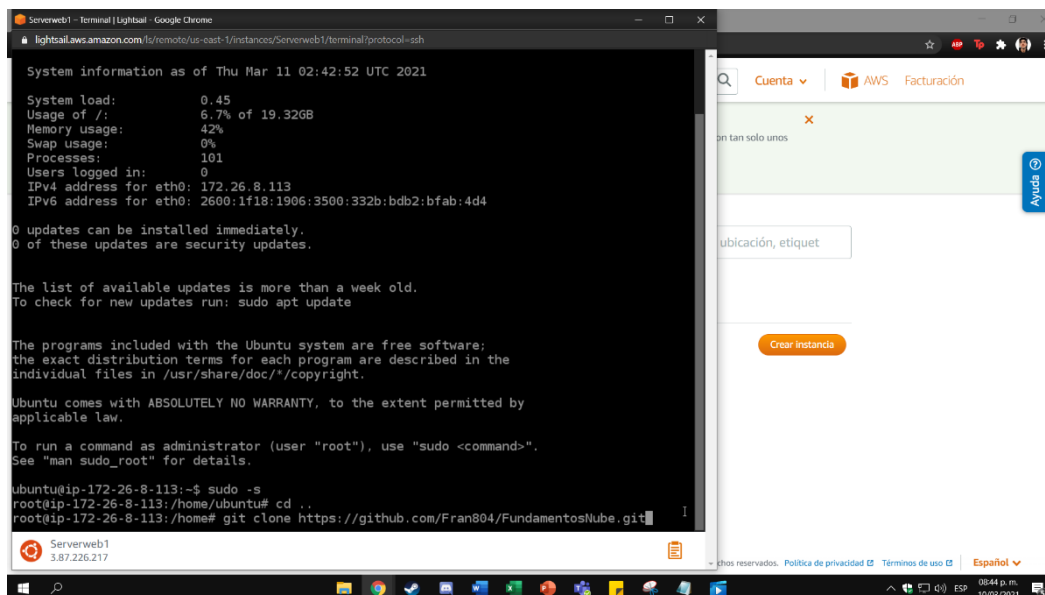 Serverweb1 – Terminal | Lightsail - Google Chrome
lightsail.aws.amazon.com/ls/remote/us-east-1/instances/Serverweb1/terminal?protocol=ssh
System information as of Thu Mar 11 02:42:52 UTC 2021
System load: 0.45
Usage of /: 6.7% of 19.32GB
Memory usage: 42%
Swap usage: 0%
Processes: 101
Users logged in: 0
IPv4 address for eth0: 172.26.8.113
IPv6 address for eth0: 2600:1f18:1906:3500:332b:bdb2:bfab:4d4
0 updates can be installed immediately.
0 of these updates are security updates.
The list of available updates is more than a week old.
To check for new updates run: sudo apt update
The programs included with the Ubuntu system are free software;
the exact distribution terms for each program are described in the
individual files in /usr/share/doc/*/copyright.
Ubuntu comes with ABSOLUTELY NO WARRANTY, to the extent permitted by
applicable law.
To run a command as administrator (user "root"), use "sudo <command>".
See "man sudo_root" for details.
ubuntu@ip-172-26-8-113:~$ sudo -s
root@ip-172-26-8-113:/home/ubuntu# cd ..
root@ip-172-26-8-113:/home# git clone https://github.com/Fran804/FundamentosNube.git
Serverweb1
3.87.226.217
ABP
Tp
Cuenta
AWS
Facturación
on tan solo unos
Ayuda
ubicación, etiquet
Crear instancia
chos reservados. Política de privacidad Términos de uso Español
ESP
08:44 p. m.
10/03/2021